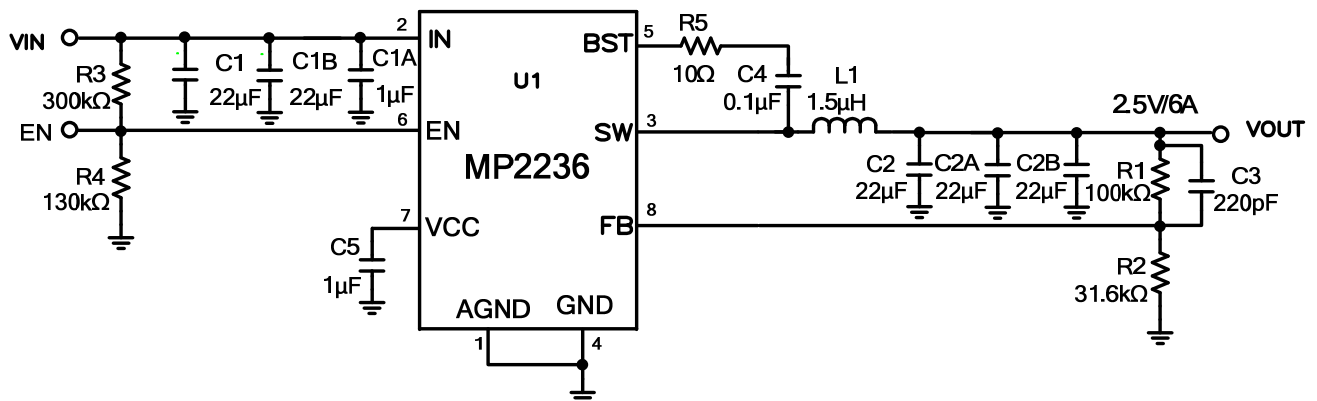 VIN
2
IN
BST
5
R5
10Ω
C4
0.1µF
L1
1.5µH
2.5V/6A
VOUT
R3
300kΩ
C1
22µF
C1B
22µF
C1A
1µF
U1
EN
6
EN
SW
3
MP2236
R4
130kΩ
C2
22µF
C2A
22µF
C2B
22µF
R1
100kΩ
C3
220pF
7
VCC
FB
8
C5
1µF
R2
31.6kΩ
AGND
GND
1
4